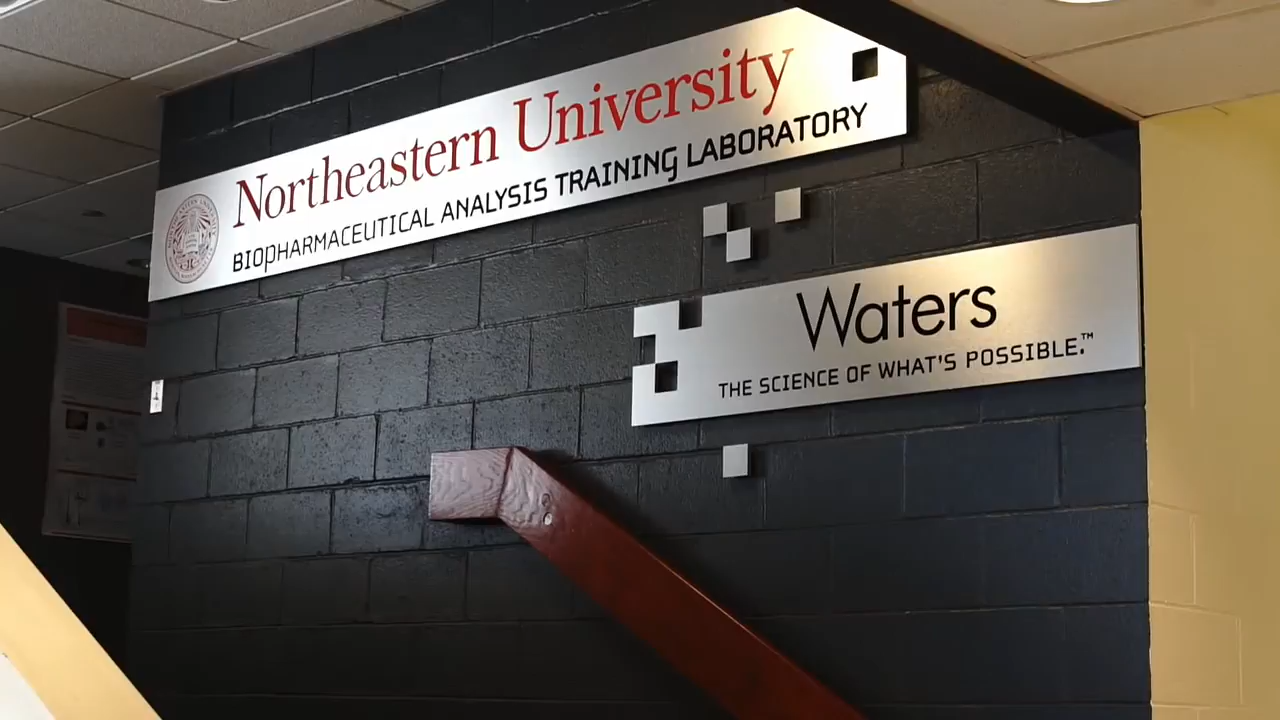 Northeastern University
BIOPHARMACEUTICAL ANALYSIS TRAINING LABORATORY
Waters
THE SCIENCE OF WHAT'S POSSIBLE.™